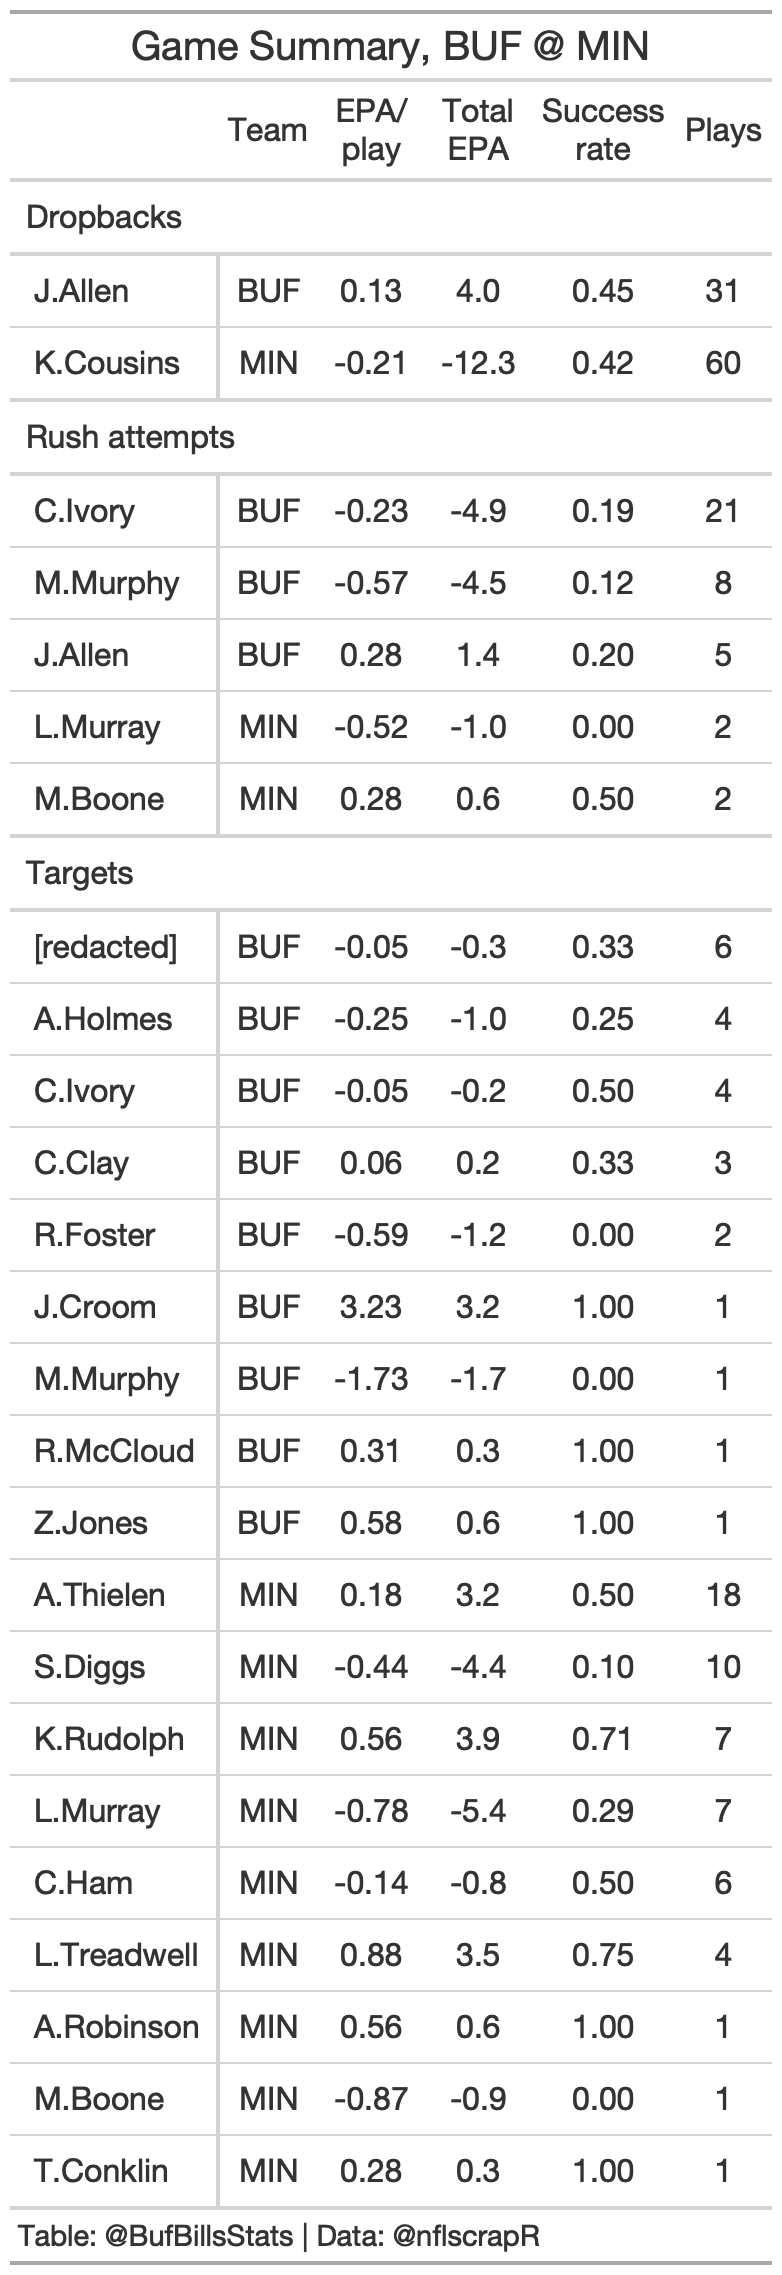 Game Summary, BUF @ MIN
Team EPA/ play Total EPA Success rate Plays
Dropbacks
J.Allen BUF 0.13 4.0 0.45 31
K.Cousins MIN -0.21 -12.3 0.42 60
Rush attempts
C.Ivory BUF -0.23 -4.9 0.19 21
M.Murphy BUF -0.57 -4.5 0.12 8
J.Allen BUF 0.28 1.4 0.20 5
L.Murray MIN -0.52 -1.0 0.00 2
M.Boone MIN 0.28 0.6 0.50 2
Targets
[redacted] BUF -0.05 -0.3 0.33 6
A.Holmes BUF -0.25 -1.0 0.25 4
C.Ivory BUF -0.05 -0.2 0.50 4
C.Clay BUF 0.06 0.2 0.33 3
R.Foster BUF -0.59 -1.2 0.00 2
J.Croom BUF 3.23 3.2 1.00 1
M.Murphy BUF -1.73 -1.7 0.00 1
R.McCloud BUF 0.31 0.3 1.00 1
Z.Jones BUF 0.58 0.6 1.00 1
A.Thielen MIN 0.18 3.2 0.50 18
S.Diggs MIN -0.44 -4.4 0.10 10
K.Rudolph MIN 0.56 3.9 0.71 7
L.Murray MIN -0.78 -5.4 0.29 7
C.Ham MIN -0.14 -0.8 0.50 6
L.Treadwell MIN 0.88 3.5 0.75 4
A.Robinson MIN 0.56 0.6 1.00 1
M.Boone MIN -0.87 -0.9 0.00 1
T.Conklin MIN 0.28 0.3 1.00 1
Table: @BufBillsStats | Data: @nflscrapR